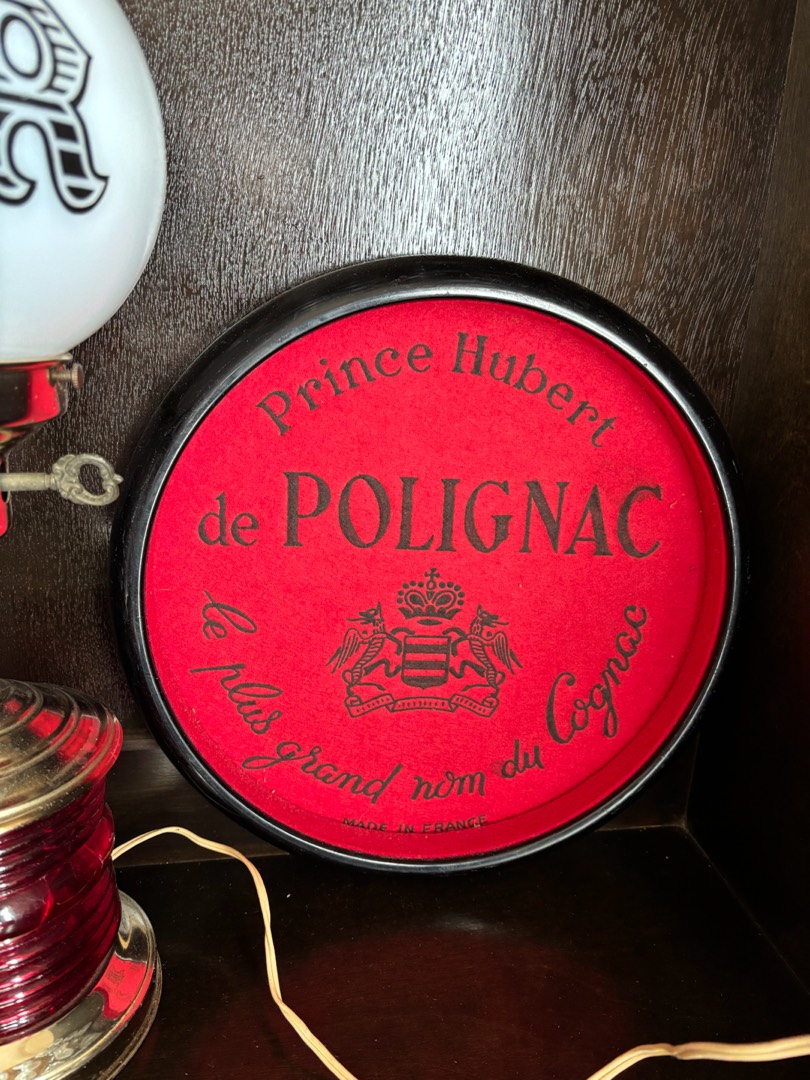 Prince Hubert
de POLIGNAC
le plus grand nom du Cognac
MADE IN FRANCE